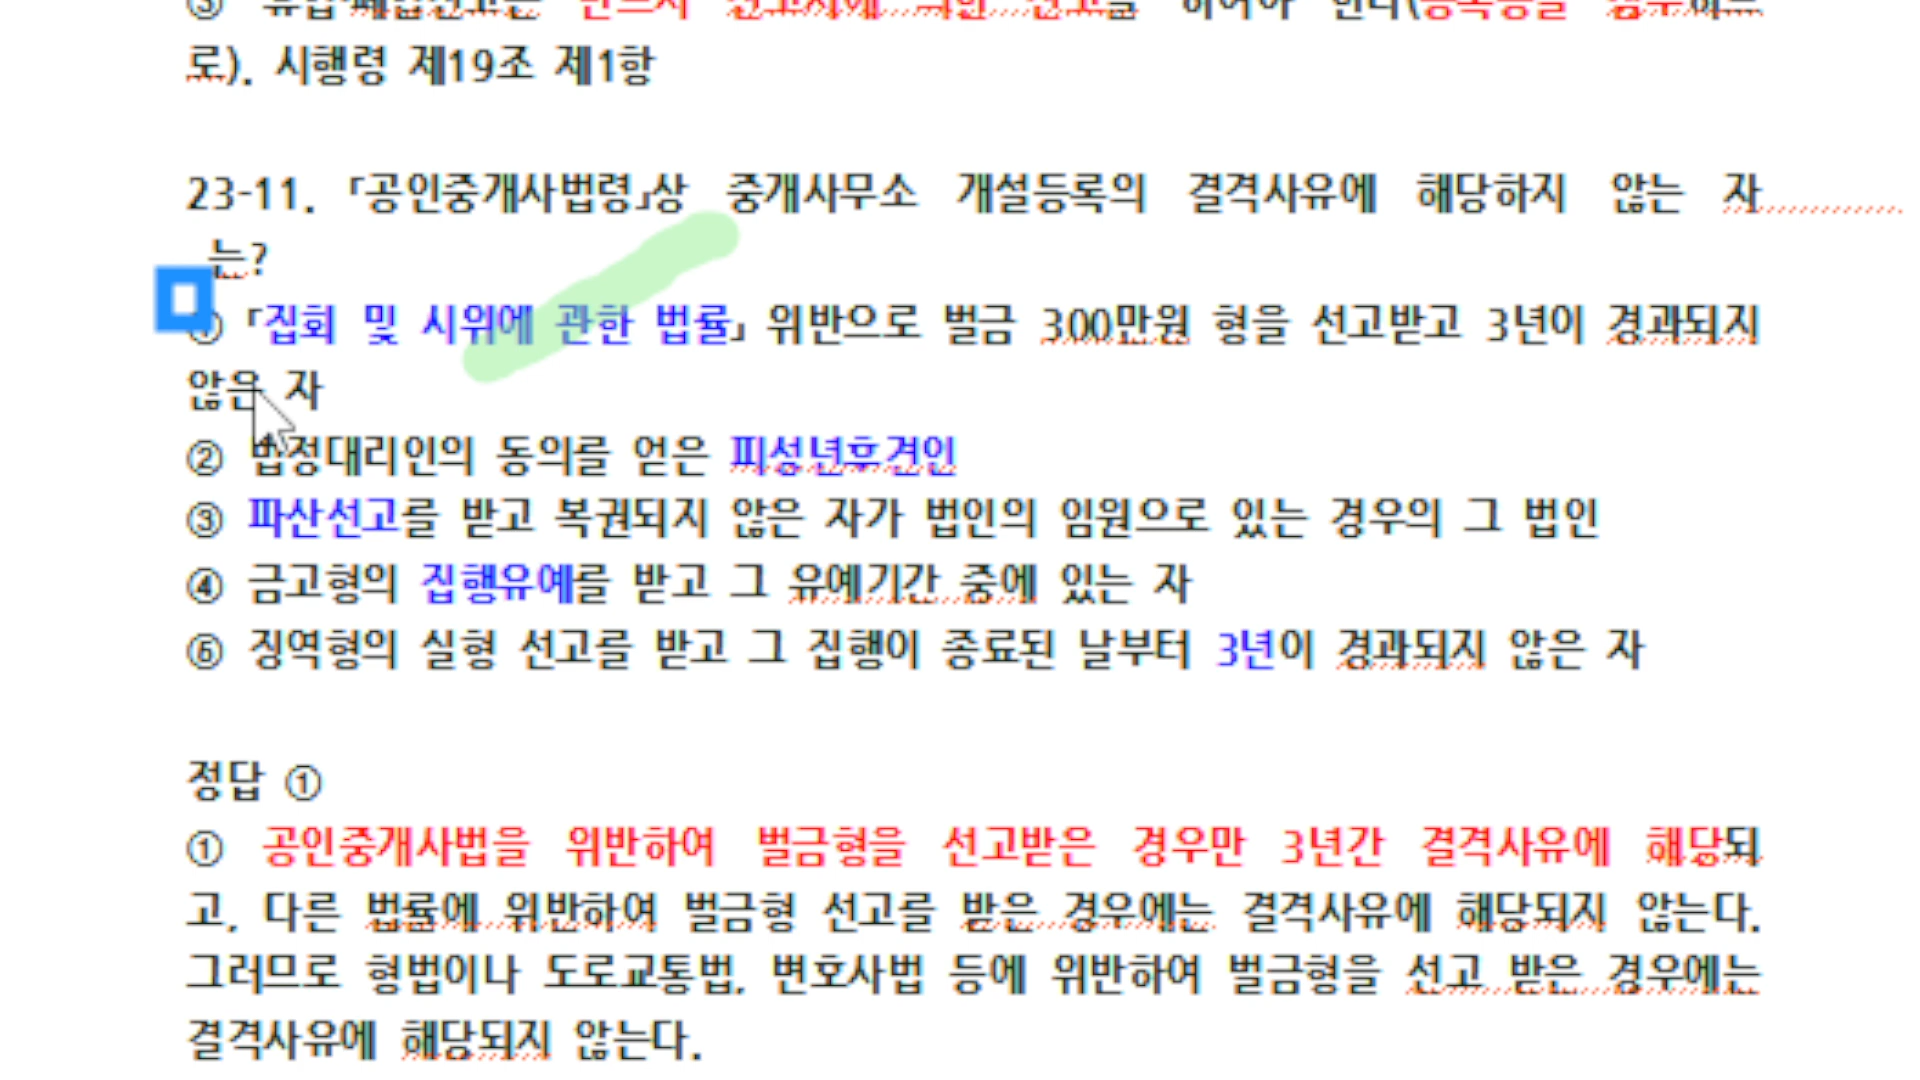 로). 시행령 제19조 제1항
23-11. 「공인중개사법령」상 중개사무소 개설등록의 결격사유에 해당하지 않는 자
는?
① 「집회 및 시위에 관한 법률」 위반으로 벌금 300만원 형을 선고받고 3년이 경과되지
않은 자
② 법정대리인의 동의를 얻은 피성년후견인
③ 파산선고를 받고 복권되지 않은 자가 법인의 임원으로 있는 경우의 그 법인
④ 금고형의 집행유예를 받고 그 유예기간 중에 있는 자
⑤ 징역형의 실형 선고를 받고 그 집행이 종료된 날부터 3년이 경과되지 않은 자
정답 ①
① 공인중개사법을 위반하여 벌금형을 선고받은 경우만 3년간 결격사유에 해당되
고, 다른 법률에 위반하여 벌금형 선고를 받은 경우에는 결격사유에 해당되지 않는다.
그러므로 형법이나 도로교통법, 변호사법 등에 위반하여 벌금형을 선고 받은 경우에는
결격사유에 해당되지 않는다.